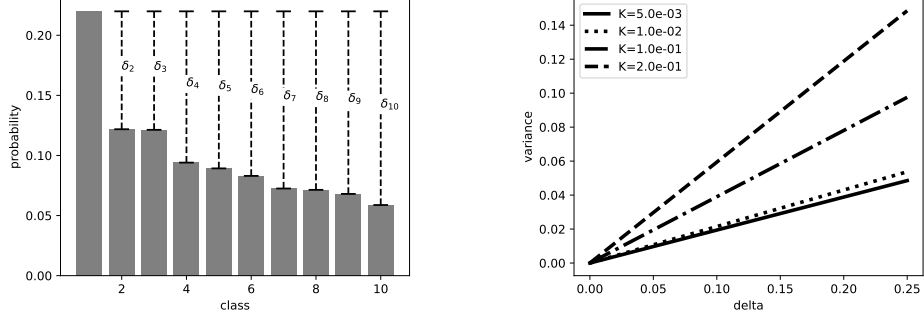 0.20
0.15
0.10
0.05
0.00
probability
δ2
δ3
δ4
δ5
δ6
δ7
δ8
δ9
δ10
2 4 6 8 10
class
K=5.0e-03
K=1.0e-02
K=1.0e-01
K=2.0e-01
0.14
0.12
0.10
0.08
0.06
0.04
0.02
0.00
variance
0.00 0.05 0.10 0.15 0.20 0.25
delta